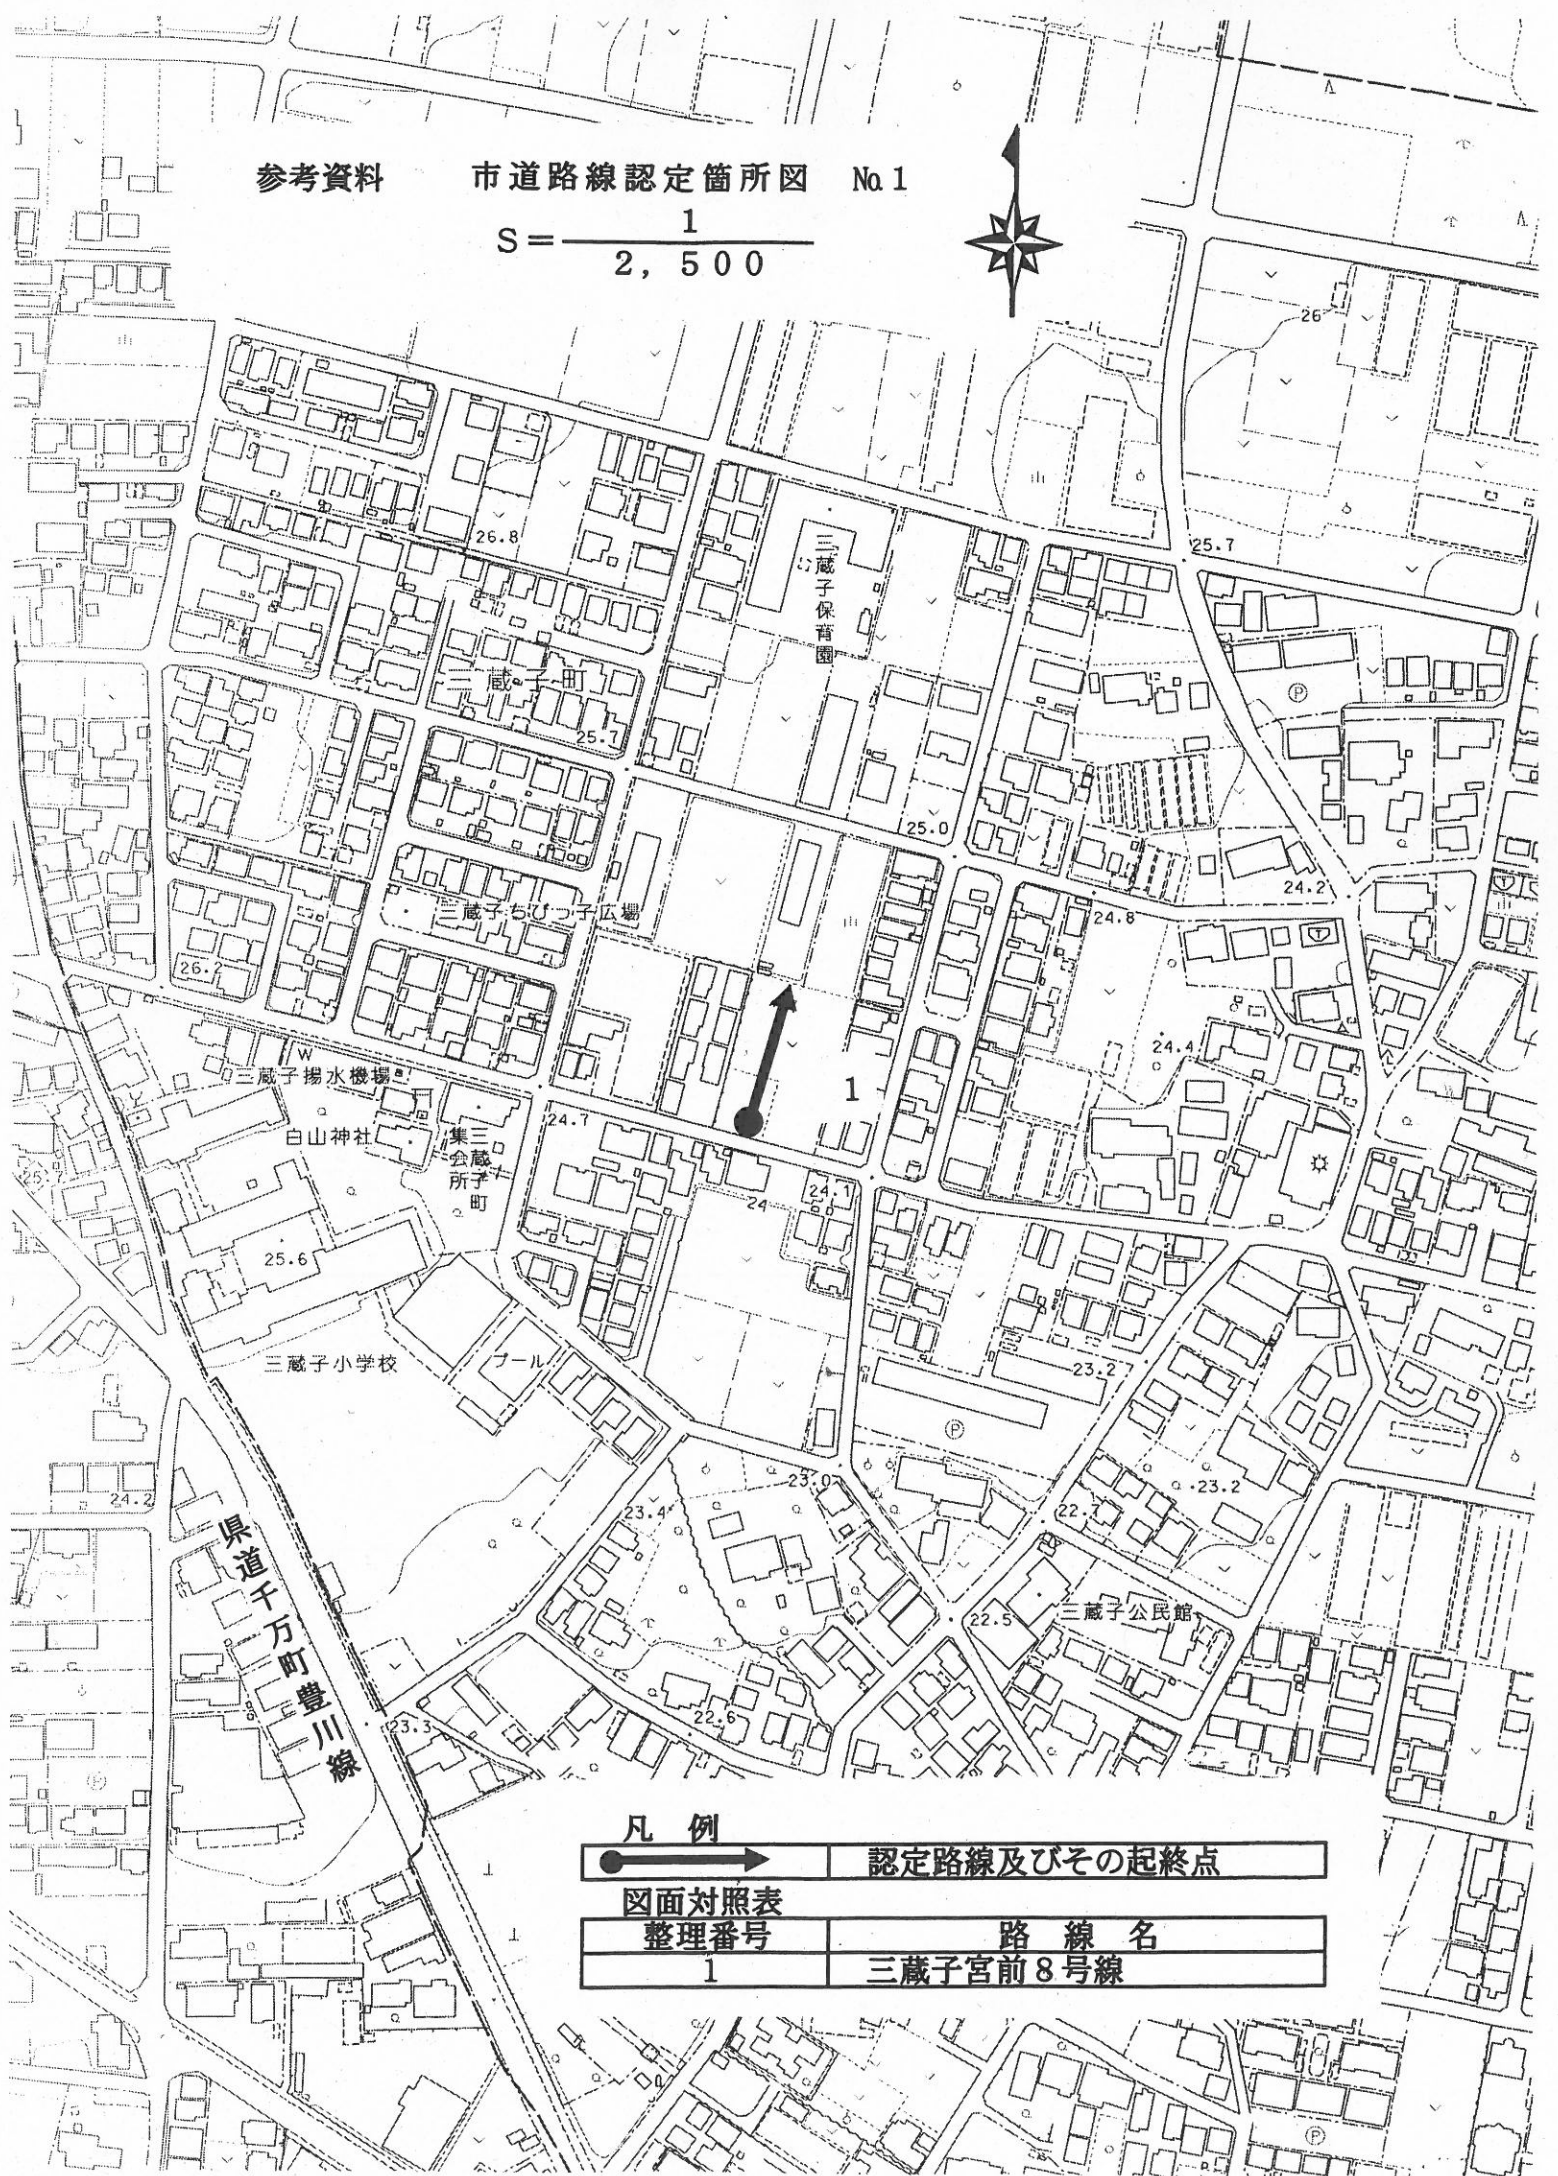 参考資料 市道路線認定箇所図 №1
S=1/2,500
26
26.8
25.7
三蔵子保育園
三蔵子町
Ⓟ
25.7
25.0
24.2
24.8
三蔵子ちびっ子広場
26.2
24.4
W
三蔵子揚水機場
1
24.7
白山神社
三蔵子町
集会所
25.7
24.1
24
25.6
三蔵子小学校
プール
23.2
Ⓟ
23.0
24.2
23.4
23.2
22.7
県道千万町豊川線
22.5
三蔵子公民館
22.6
23.3
Ⓟ
凡例
認定路線及びその起終点
図面対照表
整理番号 路線名
1 三蔵子宮前8号線
Ⓟ